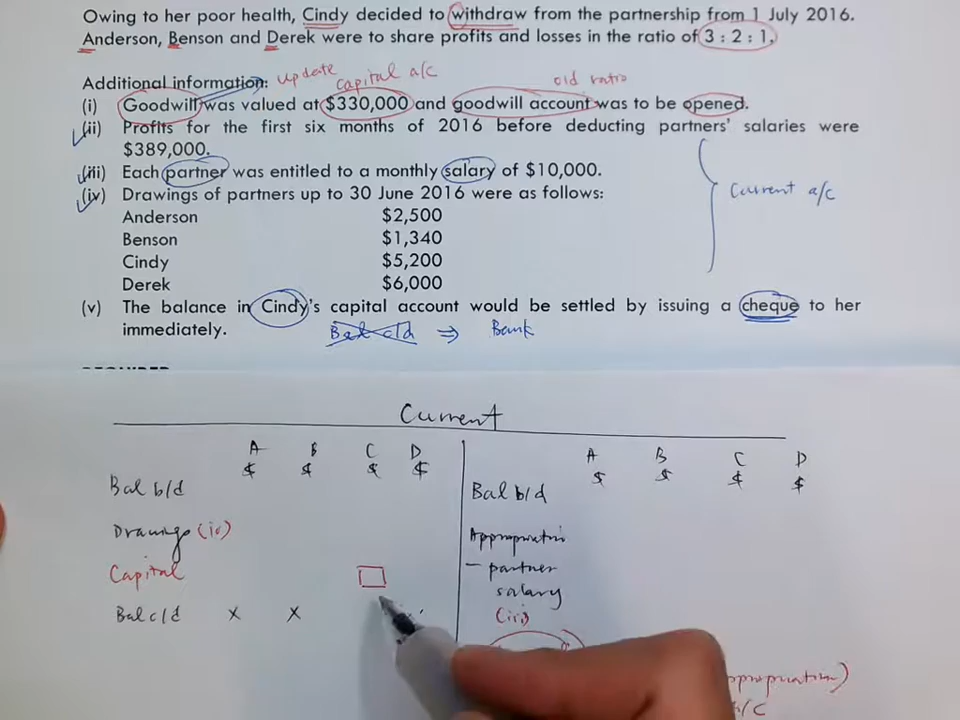 Owing to her poor health, Cindy decided to withdraw from the partnership from 1 July 2016.
Anderson, Benson and Derek were to share profits and losses in the ratio of 3 : 2 : 1.
update capital a/c old ratio
Additional information:
(i) Goodwill was valued at $330,000 and goodwill account was to be opened.
(ii) Profits for the first six months of 2016 before deducting partners' salaries were
$389,000.
(iii) Each partner was entitled to a monthly salary of $10,000.
(iv) Drawings of partners up to 30 June 2016 were as follows:
Current a/c
Anderson $2,500
Benson $1,340
Cindy $5,200
Derek $6,000
(v) The balance in Cindy's capital account would be settled by issuing a cheque to her
immediately.
Bal c/d ⇒ Bank
Current
A B C D A B C D
$ $ $ $ $ $ $ $
Bal b/d Bal b/d
Drawings (iv) Appropriation
Capital - partner
salary
Bal c/d X X (iii)